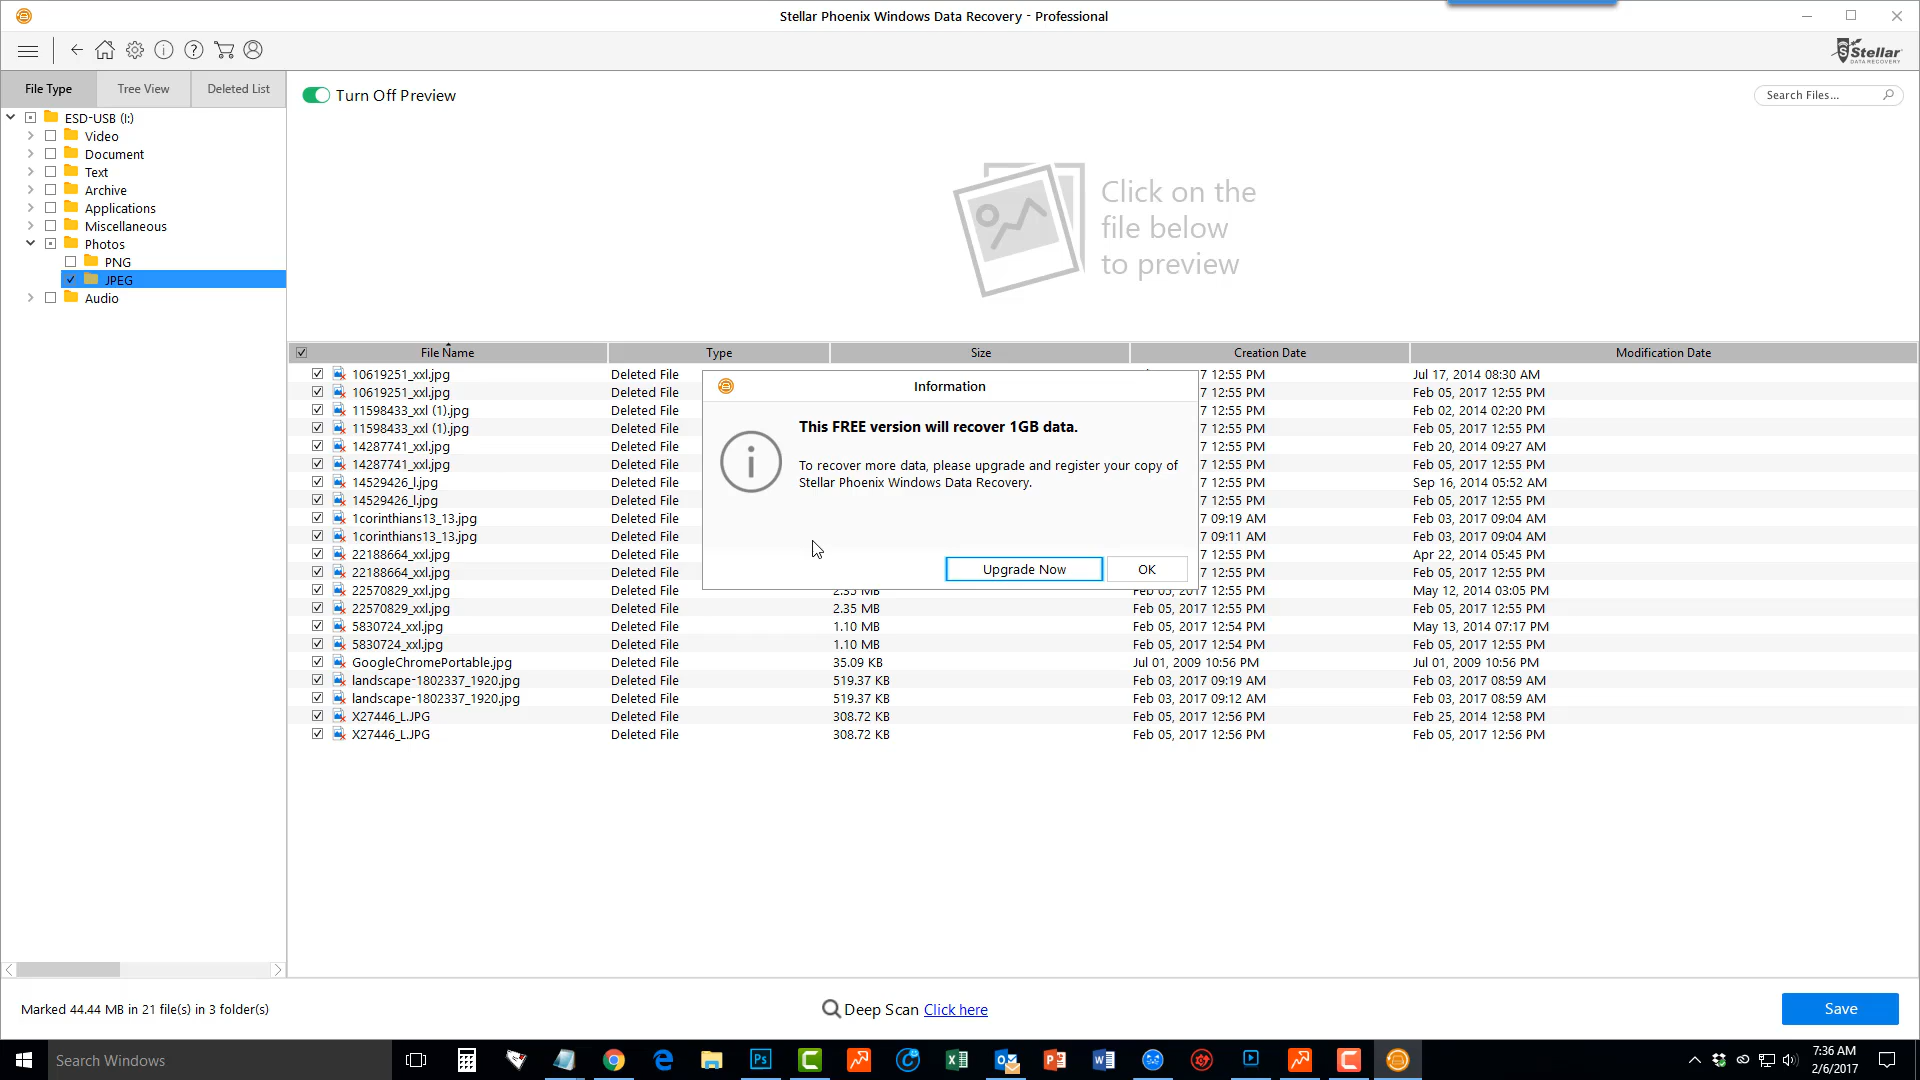 Stellar Phoenix Windows Data Recovery - Professional
Stellar
DATA RECOVERY
File Type Tree View Deleted List
Turn Off Preview
Search Files...
ESD-USB (I:)
Video
Document
Text
Archive
Applications
Miscellaneous
Photos
PNG
JPEG
Audio
Click on the
file below
to preview
File Name Type Size Creation Date Modification Date
10619251_xxl.jpg Deleted File 7 12:55 PM Jul 17, 2014 08:30 AM
10619251_xxl.jpg Deleted File 7 12:55 PM Feb 05, 2017 12:55 PM
11598433_xxl (1).jpg Deleted File 7 12:55 PM Feb 02, 2014 02:20 PM
11598433_xxl (1).jpg Deleted File 7 12:55 PM Feb 05, 2017 12:55 PM
14287741_xxl.jpg Deleted File 7 12:55 PM Feb 20, 2014 09:27 AM
14287741_xxl.jpg Deleted File 7 12:55 PM Feb 05, 2017 12:55 PM
14529426_l.jpg Deleted File 7 12:55 PM Sep 16, 2014 05:52 AM
14529426_l.jpg Deleted File 7 12:55 PM Feb 05, 2017 12:55 PM
1corinthians13_13.jpg Deleted File 7 09:19 AM Feb 03, 2017 09:04 AM
1corinthians13_13.jpg Deleted File 7 09:11 AM Feb 03, 2017 09:04 AM
22188664_xxl.jpg Deleted File 7 12:55 PM Apr 22, 2014 05:45 PM
22188664_xxl.jpg Deleted File 7 12:55 PM Feb 05, 2017 12:55 PM
22570829_xxl.jpg Deleted File 2.35 MB Feb 05, 2017 12:55 PM May 12, 2014 03:05 PM
22570829_xxl.jpg Deleted File 2.35 MB Feb 05, 2017 12:55 PM Feb 05, 2017 12:55 PM
5830724_xxl.jpg Deleted File 1.10 MB Feb 05, 2017 12:54 PM May 13, 2014 07:17 PM
5830724_xxl.jpg Deleted File 1.10 MB Feb 05, 2017 12:54 PM Feb 05, 2017 12:55 PM
GoogleChromePortable.jpg Deleted File 35.09 KB Jul 01, 2009 10:56 PM Jul 01, 2009 10:56 PM
landscape-1802337_1920.jpg Deleted File 519.37 KB Feb 03, 2017 09:19 AM Feb 03, 2017 08:59 AM
landscape-1802337_1920.jpg Deleted File 519.37 KB Feb 03, 2017 09:12 AM Feb 03, 2017 08:59 AM
X27446_L.JPG Deleted File 308.72 KB Feb 05, 2017 12:56 PM Feb 25, 2014 12:58 PM
X27446_L.JPG Deleted File 308.72 KB Feb 05, 2017 12:56 PM Feb 05, 2017 12:56 PM
Information
This FREE version will recover 1GB data.
To recover more data, please upgrade and register your copy of
Stellar Phoenix Windows Data Recovery.
Upgrade Now OK
Marked 44.44 MB in 21 file(s) in 3 folder(s)
Deep Scan Click here
Save
Search Windows
7:36 AM
2/6/2017